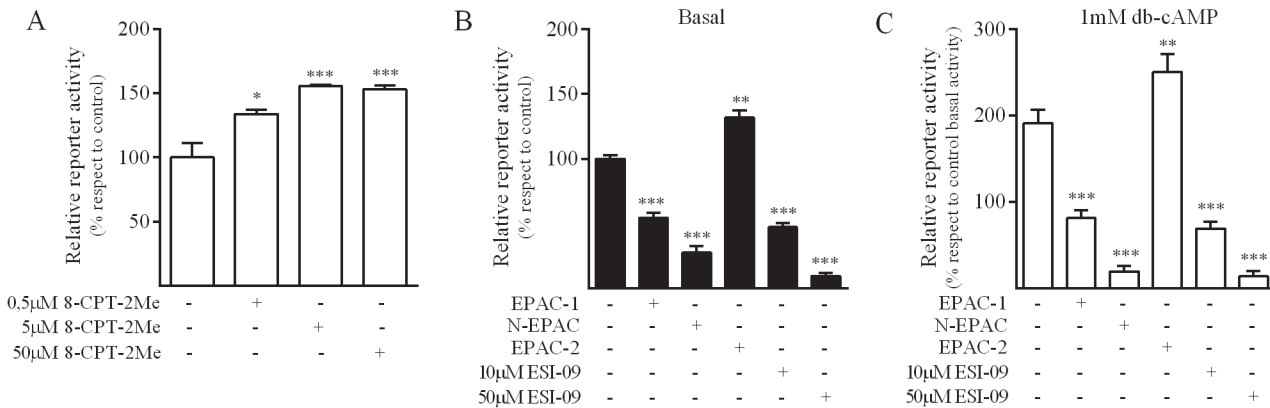 A
Relative reporter activity
(% respect to control)
200
150
100
50
*
***
***
0,5µM 8-CPT-2Me - + - -
5µM 8-CPT-2Me - - + -
50µM 8-CPT-2Me - - - +
B
Basal
Relative reporter activity
(% respect to control)
200
100
***
***
**
***
***
EPAC-1 - + - - - -
N-EPAC - - + - - -
EPAC-2 - - - + - -
10µM ESI-09 - - - - + -
50µM ESI-09 - - - - - +
C
1mM db-cAMP
Relative reporter activity
(% respect to control basal activity)
300
200
100
***
***
**
***
***
EPAC-1 - + - - - -
N-EPAC - - + - - -
EPAC-2 - - - + - -
10µM ESI-09 - - - - + -
50µM ESI-09 - - - - - +